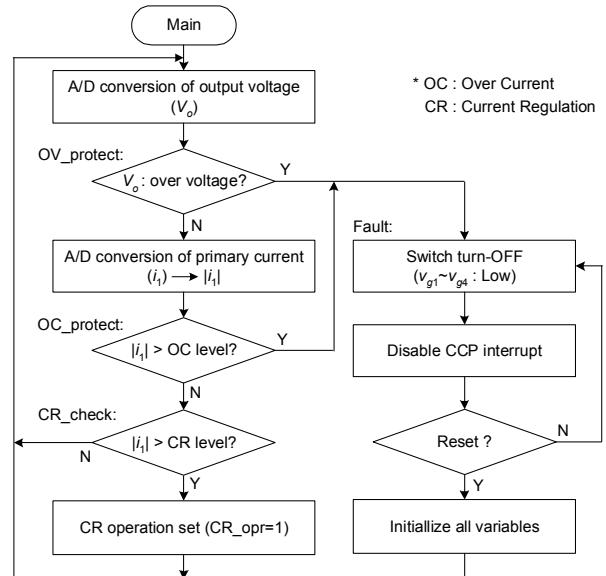 Main
A/D conversion of output voltage
(Vo)
* OC : Over Current
CR : Current Regulation
OV_protect:
Vo : over voltage?
Y
N
A/D conversion of primary current
(i1) → |i1|
Fault:
Switch turn-OFF
(vg1~vg4 : Low)
OC_protect:
|i1| > OC level?
Y
N
Disable CCP interrupt
CR_check:
|i1| > CR level?
N
Y
Reset ?
N
Y
CR operation set (CR_opr=1)
Initiallize all variables